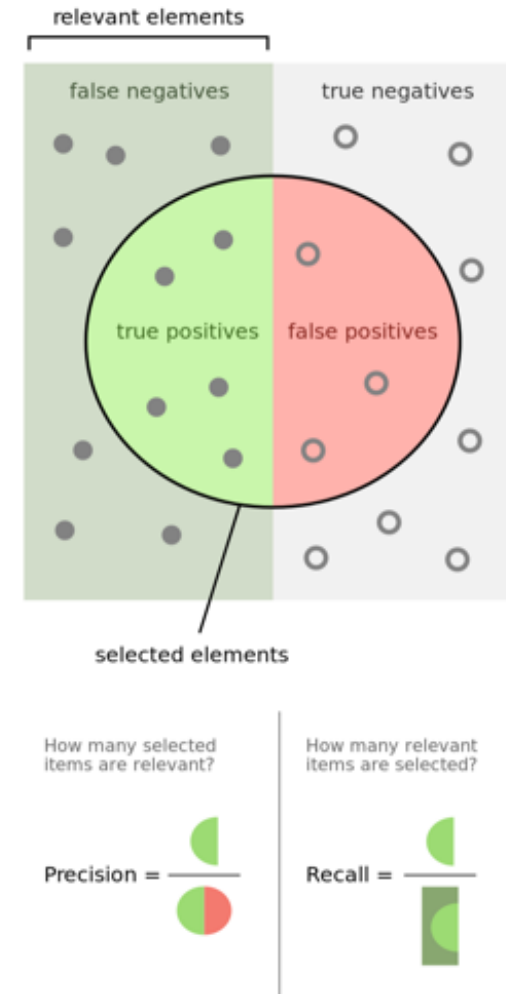 relevant elements
false negatives
true negatives
true positives
false positives
selected elements
How many selected
items are relevant?
How many relevant
items are selected?
Precision =
Recall =